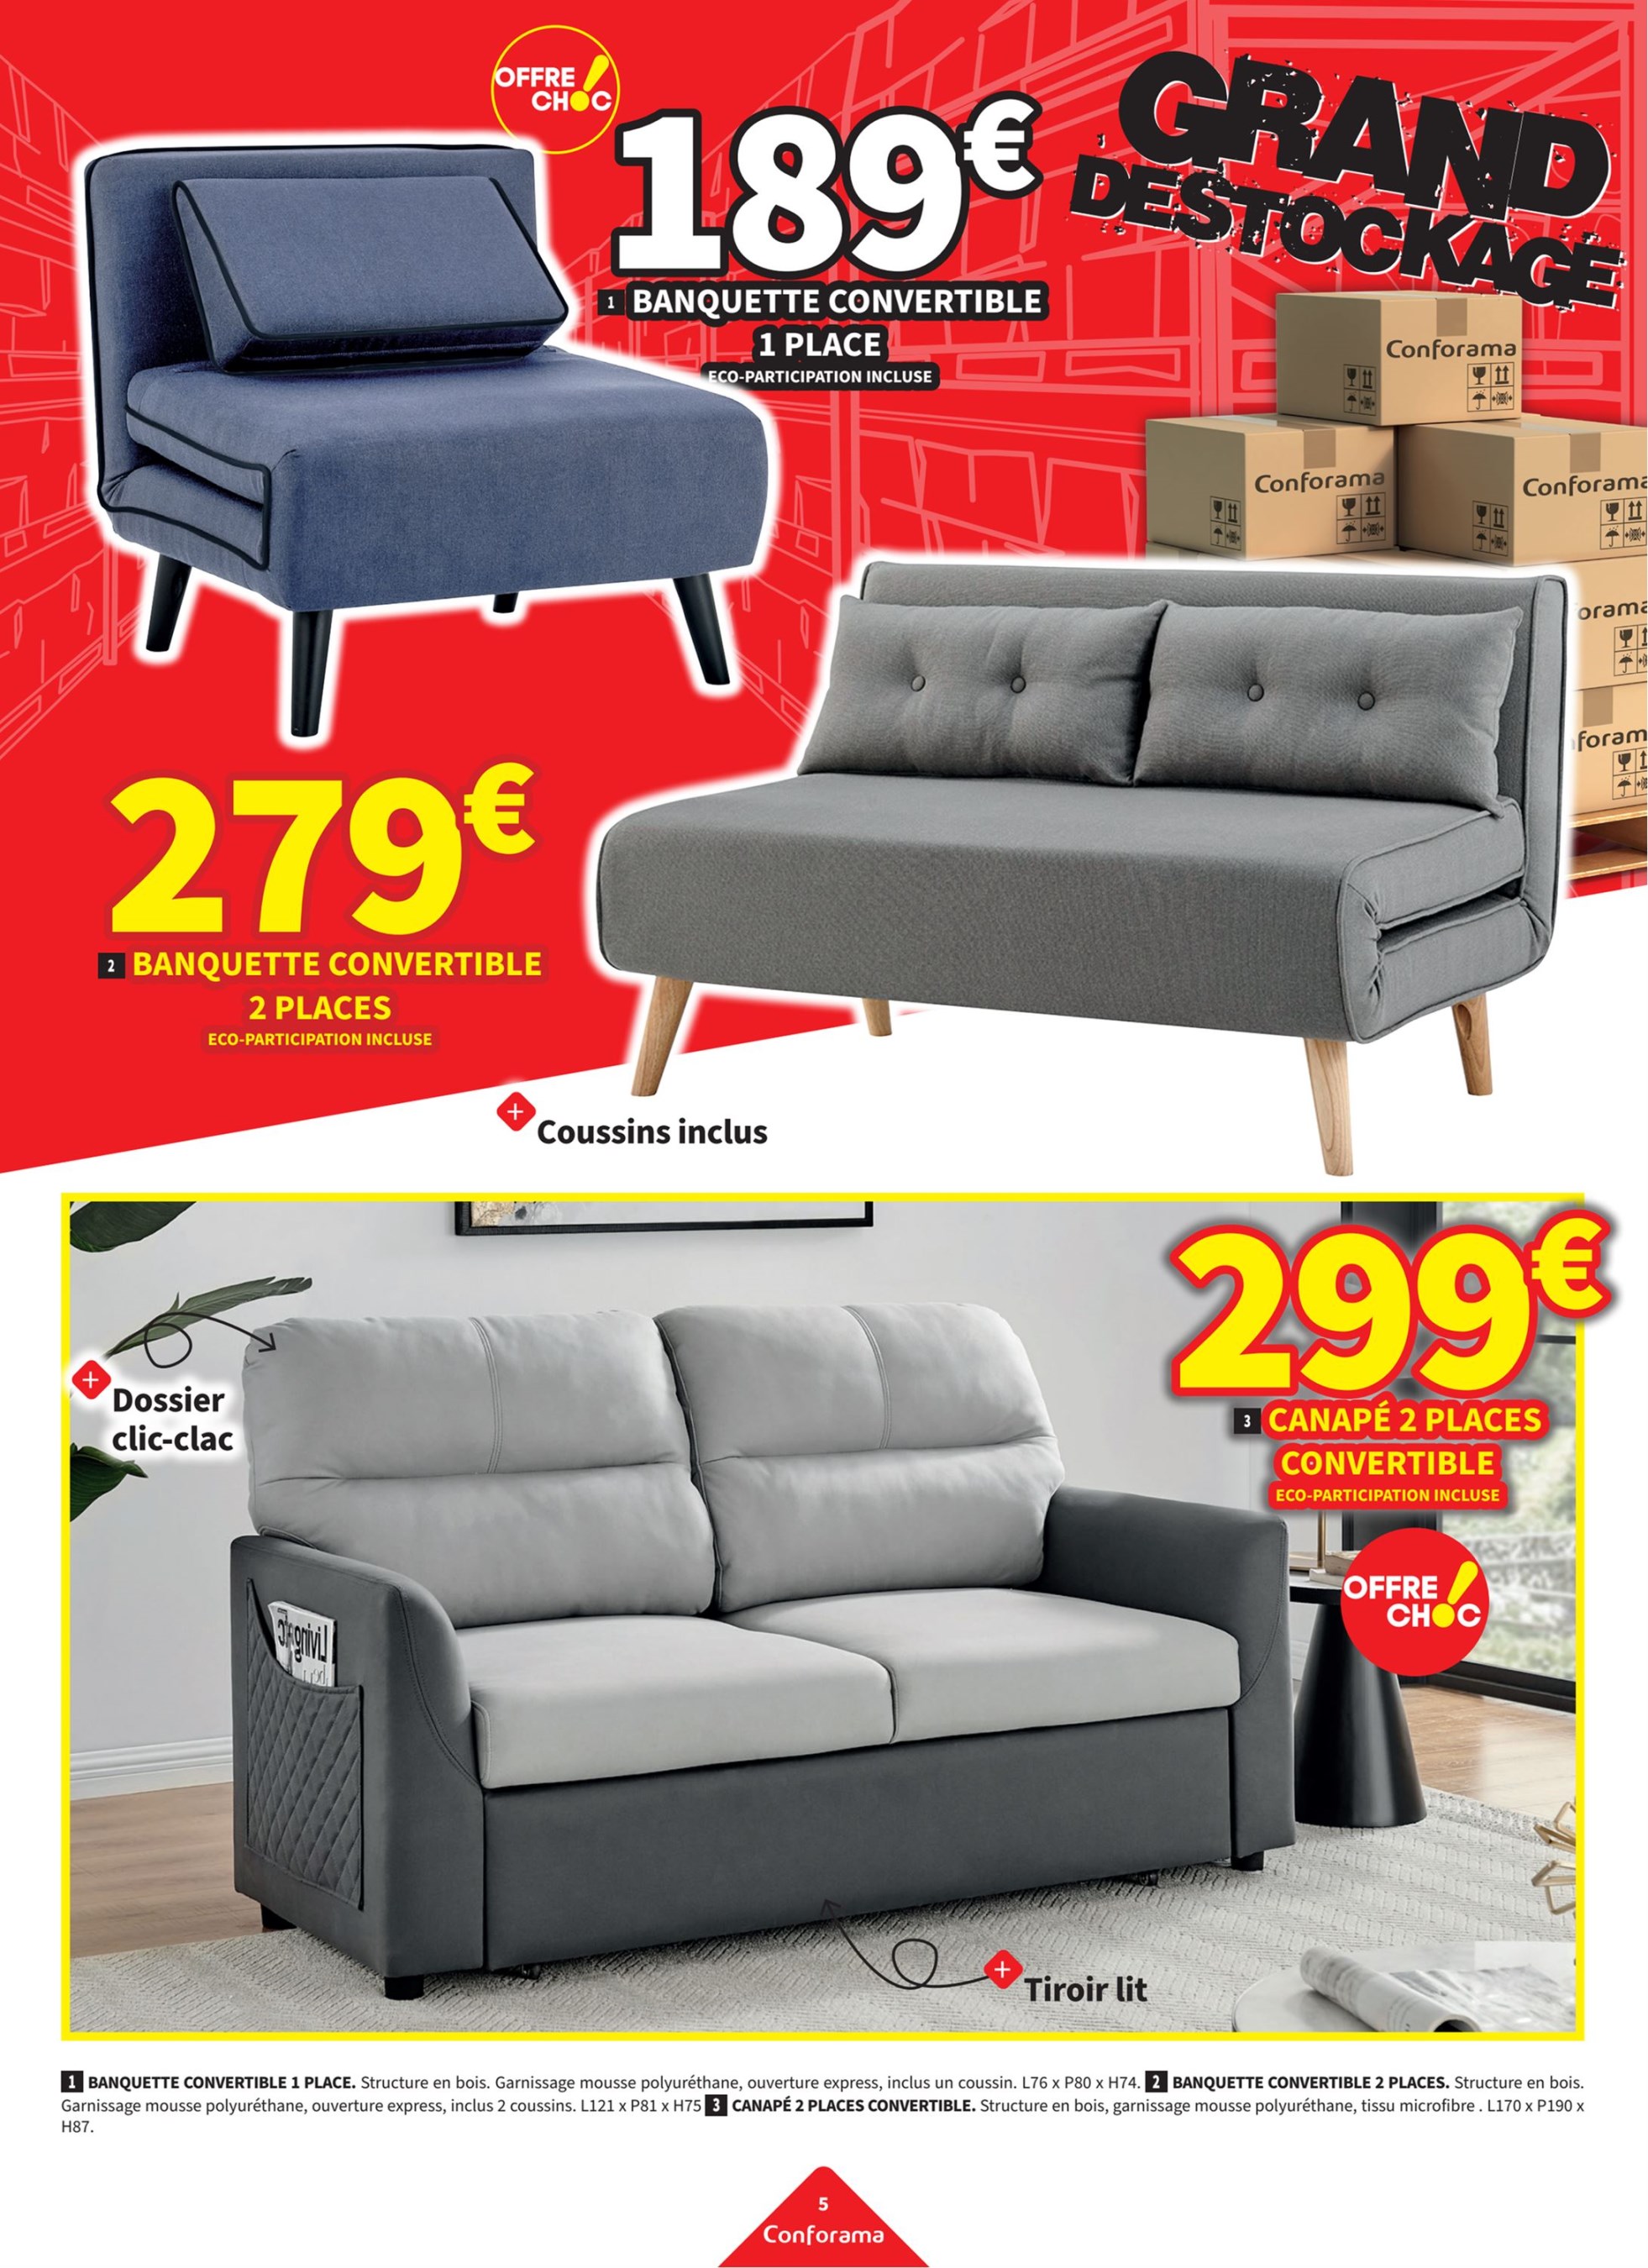 OFFRE
CHOC
189€
1 BANQUETTE CONVERTIBLE
1 PLACE
ECO-PARTICIPATION INCLUSE
GRAND
DESTOCKAGE
Conforama
Conforama
Conforama
orama
forama
279€
2 BANQUETTE CONVERTIBLE
2 PLACES
ECO-PARTICIPATION INCLUSE
+ Coussins inclus
299€
3 CANAPÉ 2 PLACES
CONVERTIBLE
ECO-PARTICIPATION INCLUSE
+ Dossier
clic-clac
OFFRE
CHOC
+ Tiroir lit
1 BANQUETTE CONVERTIBLE 1 PLACE. Structure en bois. Garnissage mousse polyuréthane, ouverture express, inclus un coussin. L76 x P80 x H74. 2 BANQUETTE CONVERTIBLE 2 PLACES. Structure en bois.
Garnissage mousse polyuréthane, ouverture express, inclus 2 coussins. L121 x P81 x H75 3 CANAPÉ 2 PLACES CONVERTIBLE. Structure en bois, garnissage mousse polyuréthane, tissu microfibre . L170 x P190 x
H87.
5
Conforama